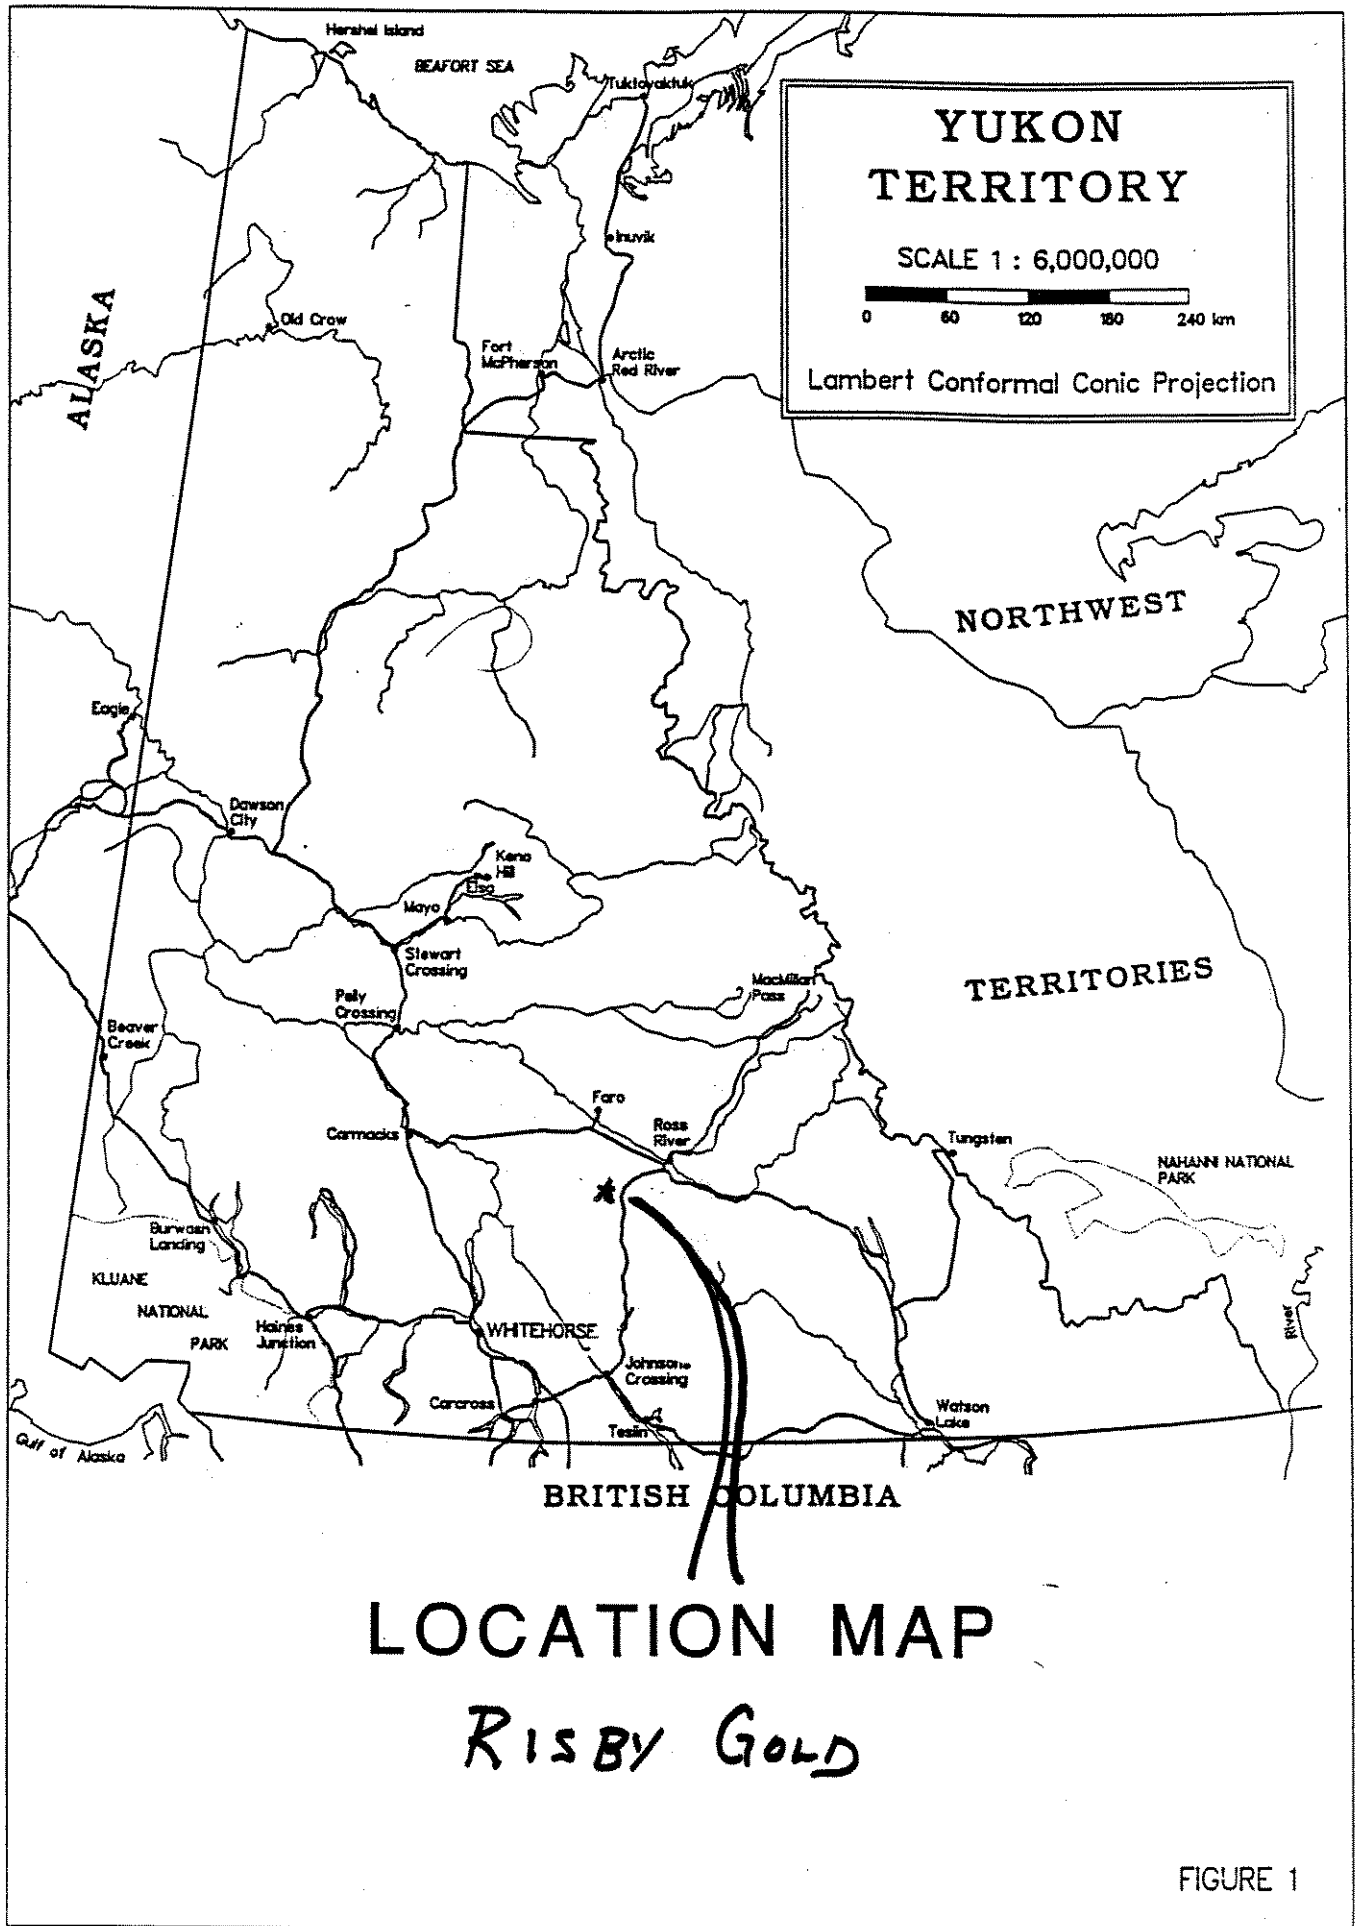 Hershel Island
BEAFORT SEA
Tuktoyaktuk
YUKON
TERRITORY
SCALE 1 : 6,000,000
0 60 120 180 240 km
Lambert Conformal Conic Projection
Inuvik
ALASKA
Old Crow
Fort
McPherson
Arctic
Red River
NORTHWEST
Eagle
Dawson
City
Keno
Hill
Elsa
Mayo
Stewart
Crossing
TERRITORIES
MacMillan
Pass
Pelly
Crossing
Beaver
Creek
Faro
Ross
River
Carmacks
Tungsten
NAHANNI NATIONAL
PARK
*
Burwash
Landing
KLUANE
NATIONAL
PARK
Haines
Junction
WHITEHORSE
River
Johnsons
Crossing
Carcross
Teslin
Watson
Lake
Gulf of Alaska
BRITISH COLUMBIA
LOCATION MAP
RISBY GOLD
FIGURE 1